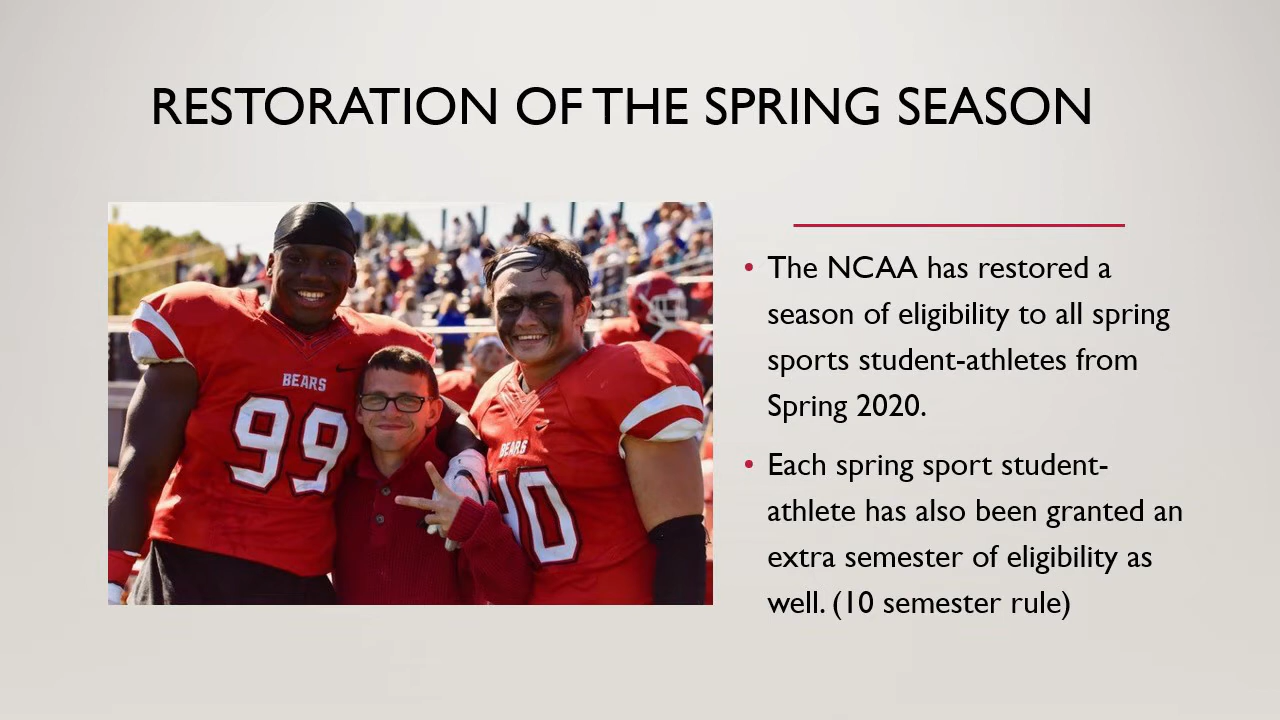 RESTORATION OF THE SPRING SEASON
BEARS
99
BEARS
40
• The NCAA has restored a
season of eligibility to all spring
sports student-athletes from
Spring 2020.
• Each spring sport student-
athlete has also been granted an
extra semester of eligibility as
well. (10 semester rule)